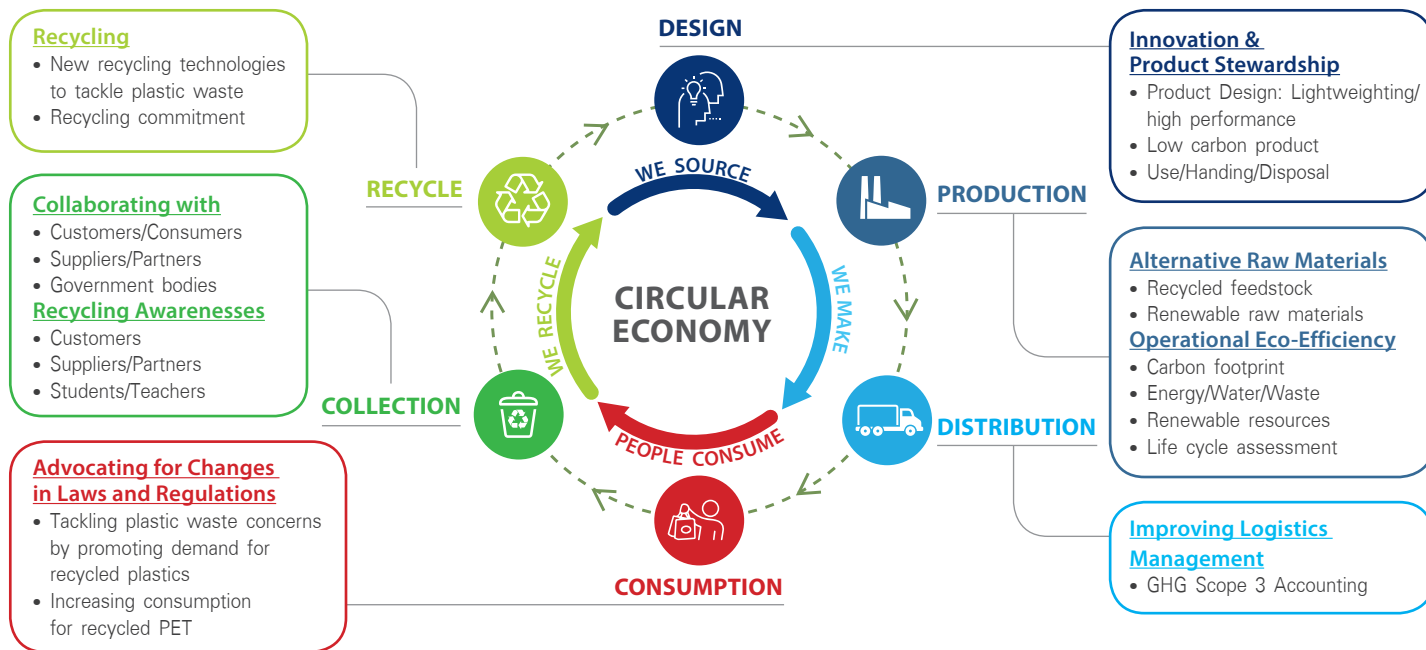 DESIGN
Innovation &
Product Stewardship
• Product Design: Lightweighting/
high performance
• Low carbon product
• Use/Handing/Disposal
PRODUCTION
Alternative Raw Materials
• Recycled feedstock
• Renewable raw materials
Operational Eco-Efficiency
• Carbon footprint
• Energy/Water/Waste
• Renewable resources
• Life cycle assessment
DISTRIBUTION
Improving Logistics
Management
• GHG Scope 3 Accounting
CONSUMPTION
Advocating for Changes
in Laws and Regulations
• Tackling plastic waste concerns
by promoting demand for
recycled plastics
• Increasing consumption
for recycled PET
COLLECTION
Collaborating with
• Customers/Consumers
• Suppliers/Partners
• Government bodies
Recycling Awarenesses
• Customers
• Suppliers/Partners
• Students/Teachers
RECYCLE
Recycling
• New recycling technologies
to tackle plastic waste
• Recycling commitment
WE SOURCE
WE MAKE
PEOPLE CONSUME
WE RECYCLE
CIRCULAR
ECONOMY